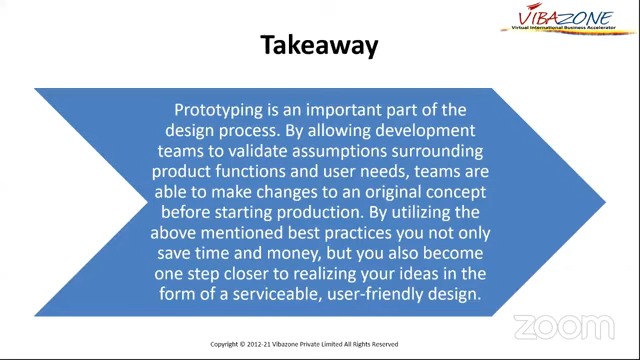 VIBAZONE
Virtual International Business Accelerator
Takeaway
Prototyping is an important part of the
design process. By allowing development
teams to validate assumptions surrounding
product functions and user needs, teams are
able to make changes to an original concept
before starting production. By utilizing the
above mentioned best practices you not only
save time and money, but you also become
one step closer to realizing your ideas in the
form of a serviceable, user-friendly design.
zoom
Copyright © 2012-21 Vibazone Private Limited All Rights Reserved